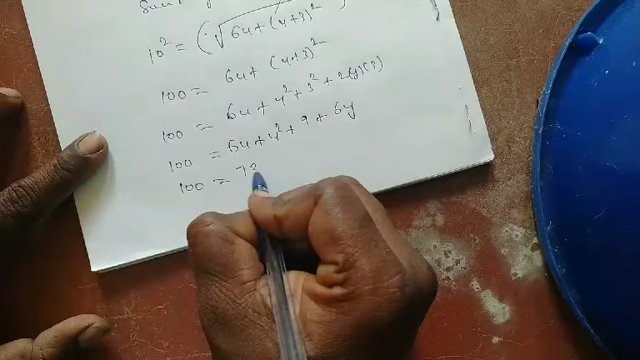 10² = (√64+(y+3)²)
100 = 64+ (y+3)²
100 = 64 + y² + 3² + 2(y)(3)
100 = 64 + y² + 9 + 6y
100 = 73